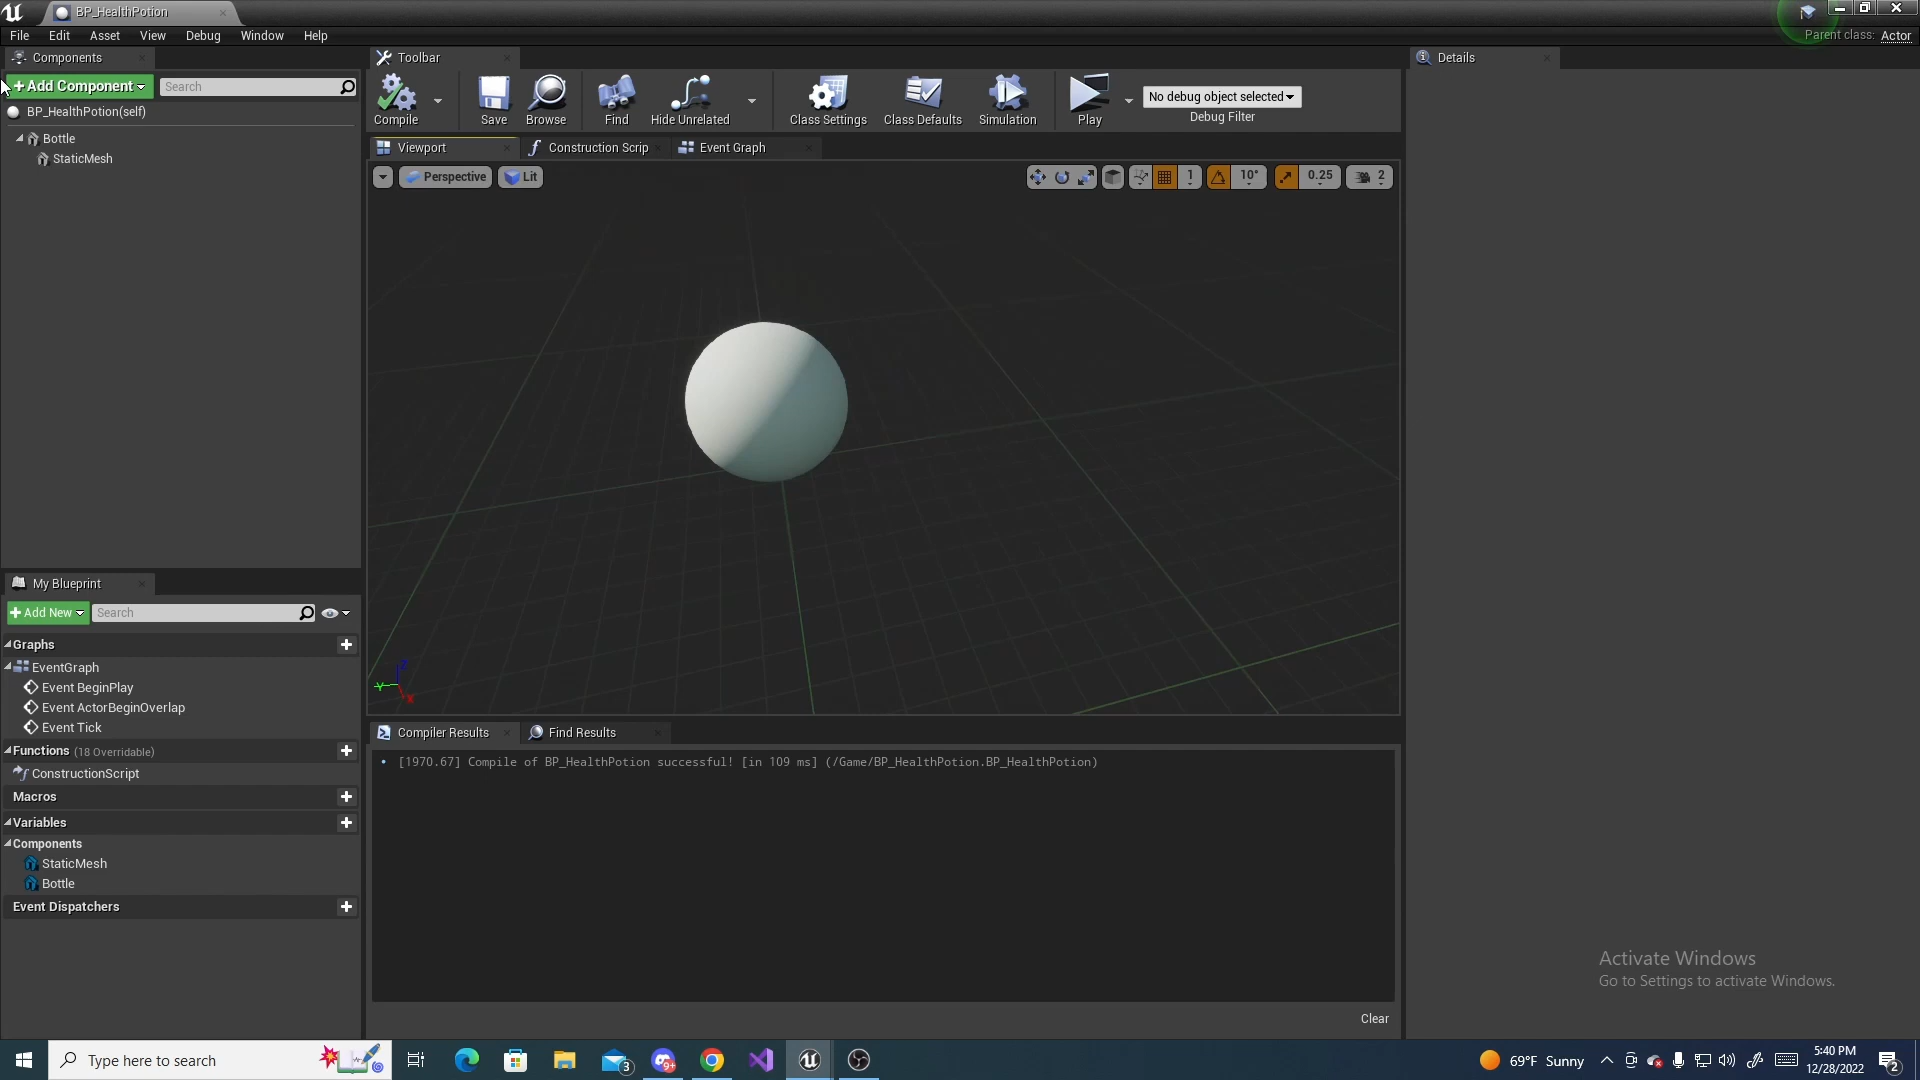 BP_HealthPotion
File Edit Asset View Debug Window Help
Parent class: Actor
Components
Toolbar
Details
Add Component
Search
BP_HealthPotion(self)
Bottle
StaticMesh
Compile
Save
Browse
Find
Hide Unrelated
Class Settings
Class Defaults
Simulation
Play
No debug object selected
Debug Filter
Viewport
Construction Scrip
Event Graph
Perspective
Lit
1
10°
0.25
2
Z
Y
X
My Blueprint
Add New
Search
Graphs
EventGraph
Event BeginPlay
Event ActorBeginOverlap
Event Tick
Functions (18 Overridable)
ConstructionScript
Macros
Variables
Components
StaticMesh
Bottle
Event Dispatchers
Compiler Results
Find Results
[1970.67] Compile of BP_HealthPotion successful! [in 109 ms] (/Game/BP_HealthPotion.BP_HealthPotion)
Clear
Activate Windows
Go to Settings to activate Windows.
Type here to search
3
9+
69°F Sunny
5:40 PM
12/28/2022
2